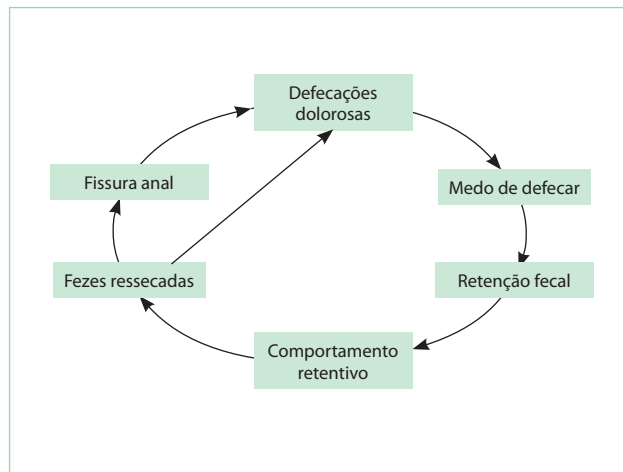 Defecações
dolorosas
Fissura anal
Medo de defecar
Fezes ressecadas
Retenção fecal
Comportamento
retentivo